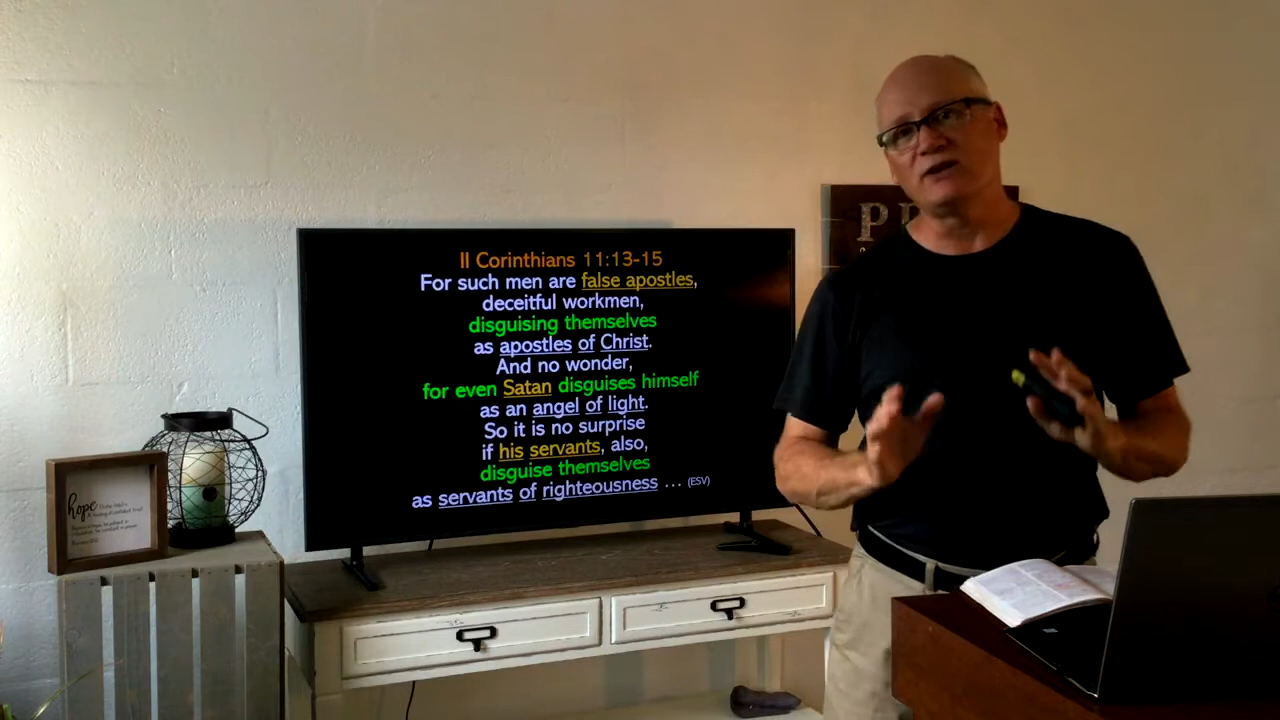 II Corinthians 11:13-15
For such men are false apostles,
deceitful workmen,
disguising themselves
as apostles of Christ.
And no wonder,
for even Satan disguises himself
as an angel of light.
So it is no surprise
if his servants, also,
disguise themselves
as servants of righteousness ... (ESV)
hope